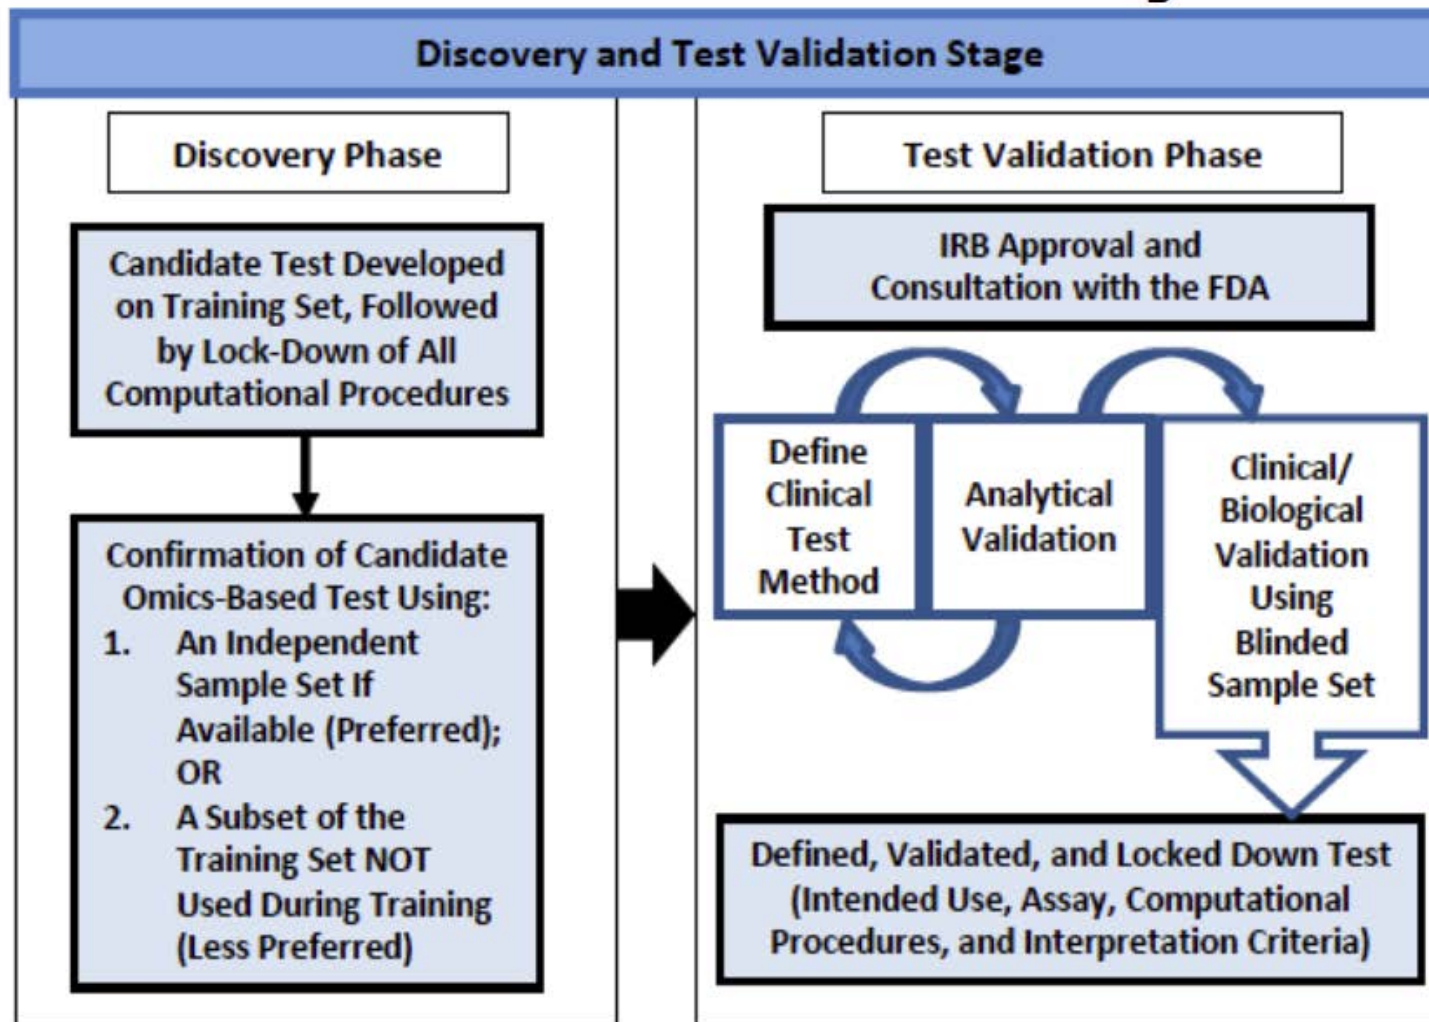 Discovery and Test Validation Stage
Discovery Phase
Candidate Test Developed
on Training Set, Followed
by Lock-Down of All
Computational Procedures
Confirmation of Candidate
Omics-Based Test Using:
1. An Independent
Sample Set If
Available (Preferred);
OR
2. A Subset of the
Training Set NOT
Used During Training
(Less Preferred)
Test Validation Phase
IRB Approval and
Consultation with the FDA
Define
Clinical
Test
Method
Analytical
Validation
Clinical/
Biological
Validation
Using
Blinded
Sample Set
Defined, Validated, and Locked Down Test
(Intended Use, Assay, Computational
Procedures, and Interpretation Criteria)